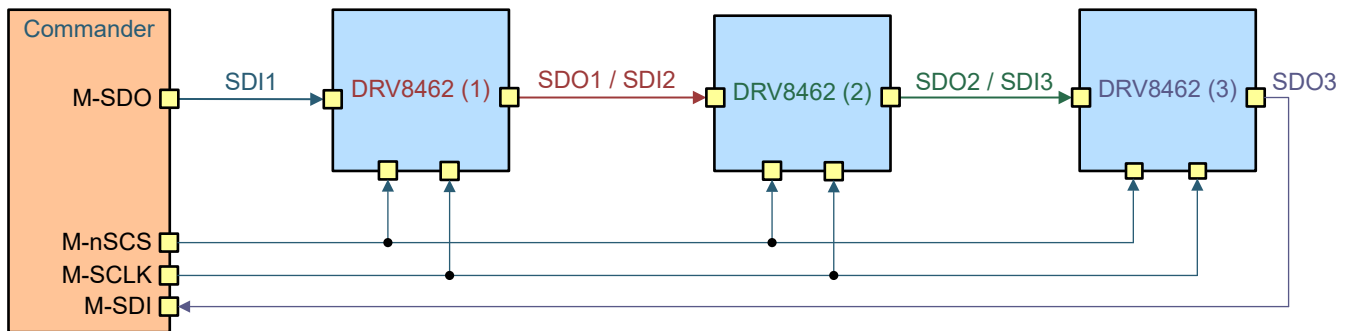 Commander
M-SDO
SDI1
DRV8462 (1)
SDO1 / SDI2
DRV8462 (2)
SDO2 / SDI3
DRV8462 (3)
SDO3
M-nSCS
M-SCLK
M-SDI